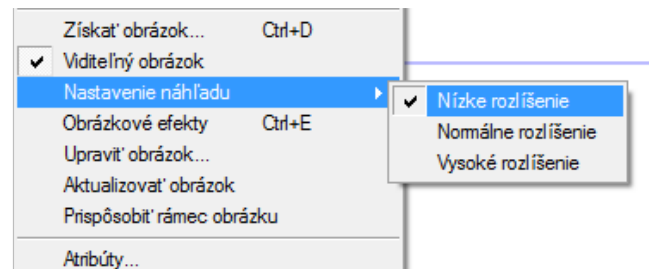 Získať obrázok... Ctrl+D
Viditeľný obrázok
Nastavenie náhľadu
Nízke rozlíšenie
Normálne rozlíšenie
Vysoké rozlíšenie
Obrázkové efekty Ctrl+E
Upraviť obrázok...
Aktualizovať obrázok
Prispôsobiť rámec obrázku
Atribúty...